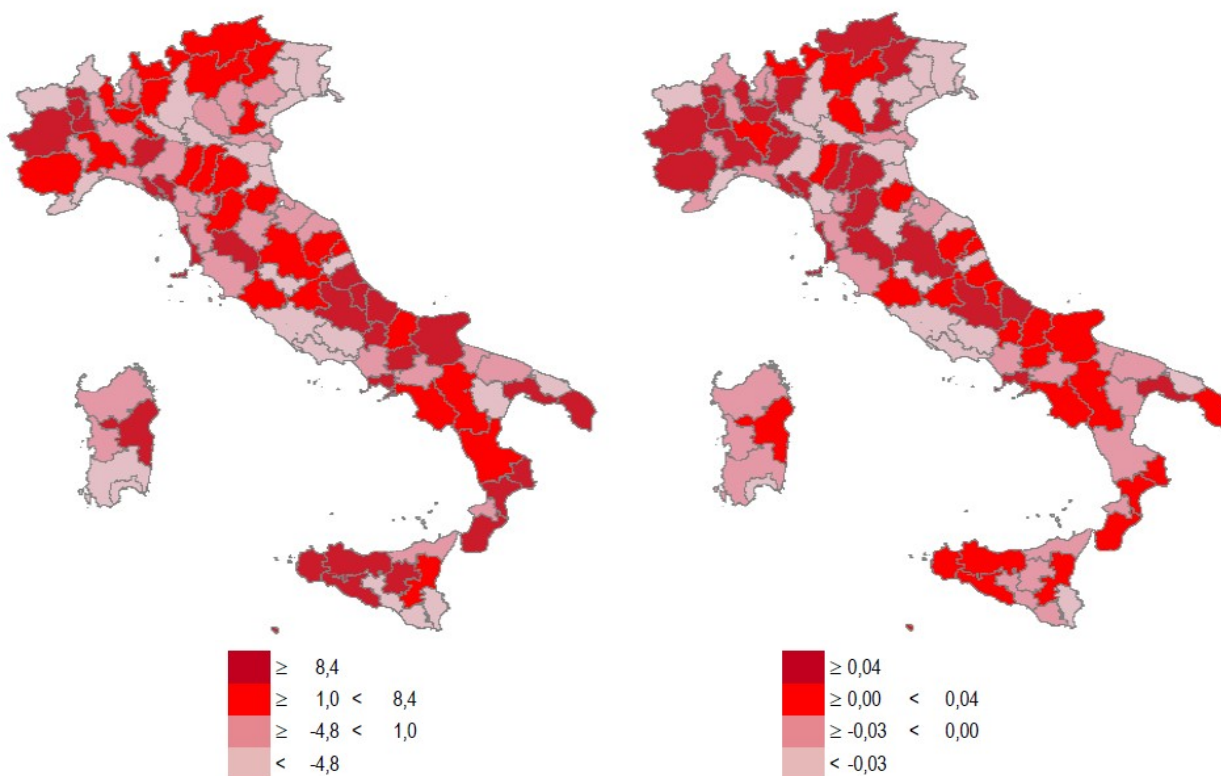 ≥ 8,4
≥ 1,0 < 8,4
≥ -4,8 < 1,0
< -4,8
≥ 0,04
≥ 0,00 < 0,04
≥ -0,03 < 0,00
< -0,03